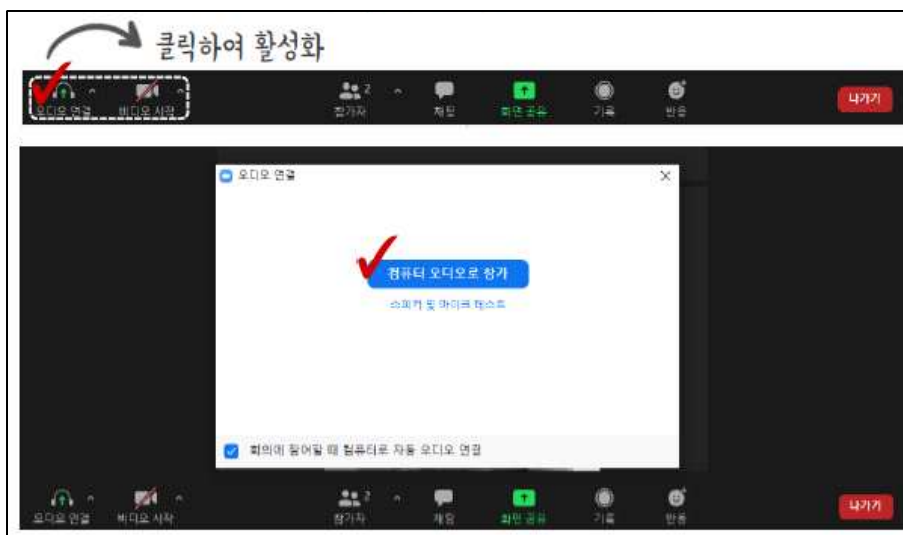 클릭하여 활성화
오디오 연결 비디오 시작 2 참가자 채팅 화면 공유 기록 반응 나가기
오디오 연결
컴퓨터 오디오로 참가
스피커 및 마이크 테스트
회의에 참여할 때 컴퓨터로 자동 오디오 연결
오디오 연결 비디오 시작 2 참가자 채팅 화면 공유 기록 반응 나가기